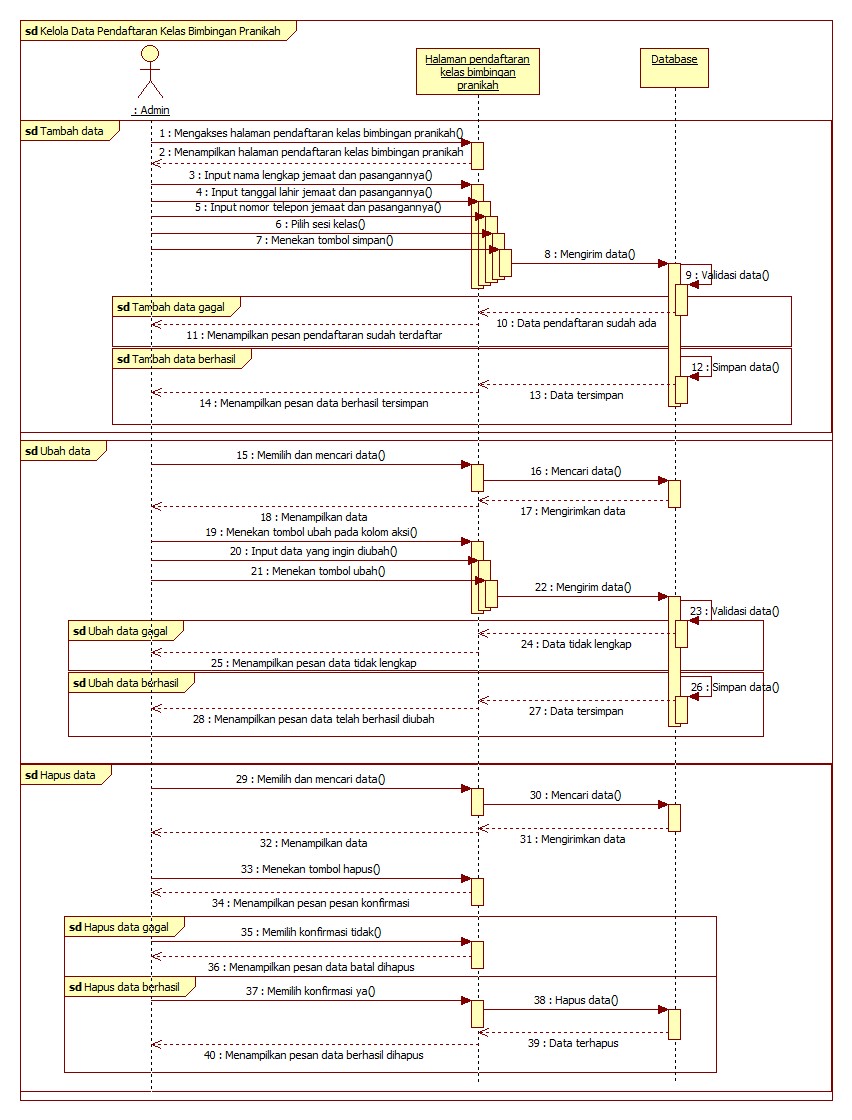 sd Kelola Data Pendaftaran Kelas Bimbingan Pranikah
Halaman pendaftaran
kelas bimbingan
pranikah
Database
: Admin
sd Tambah data
1 : Mengakses halaman pendaftaran kelas bimbingan pranikah()
2 : Menampilkan halaman pendaftaran kelas bimbingan pranikah
3 : Input nama lengkap jemaat dan pasangannya()
4 : Input tanggal lahir jemaat dan pasangannya()
5 : Input nomor telepon jemaat dan pasangannya()
6 : Pilih sesi kelas()
7 : Menekan tombol simpan()
8 : Mengirim data()
9 : Validasi data()
sd Tambah data gagal
10 : Data pendaftaran sudah ada
11 : Menampilkan pesan pendaftaran sudah terdaftar
sd Tambah data berhasil
12 : Simpan data()
13 : Data tersimpan
14 : Menampilkan pesan data berhasil tersimpan
sd Ubah data
15 : Memilih dan mencari data()
16 : Mencari data()
17 : Mengirimkan data
18 : Menampilkan data
19 : Menekan tombol ubah pada kolom aksi()
20 : Input data yang ingin diubah()
21 : Menekan tombol ubah()
22 : Mengirim data()
23 : Validasi data()
sd Ubah data gagal
24 : Data tidak lengkap
25 : Menampilkan pesan data tidak lengkap
sd Ubah data berhasil
26 : Simpan data()
27 : Data tersimpan
28 : Menampilkan pesan data telah berhasil diubah
sd Hapus data
29 : Memilih dan mencari data()
30 : Mencari data()
31 : Mengirimkan data
32 : Menampilkan data
33 : Menekan tombol hapus()
34 : Menampilkan pesan pesan konfirmasi
sd Hapus data gagal
35 : Memilih konfirmasi tidak()
36 : Menampilkan pesan data batal dihapus
sd Hapus data berhasil
37 : Memilih konfirmasi ya()
38 : Hapus data()
39 : Data terhapus
40 : Menampilkan pesan data berhasil dihapus